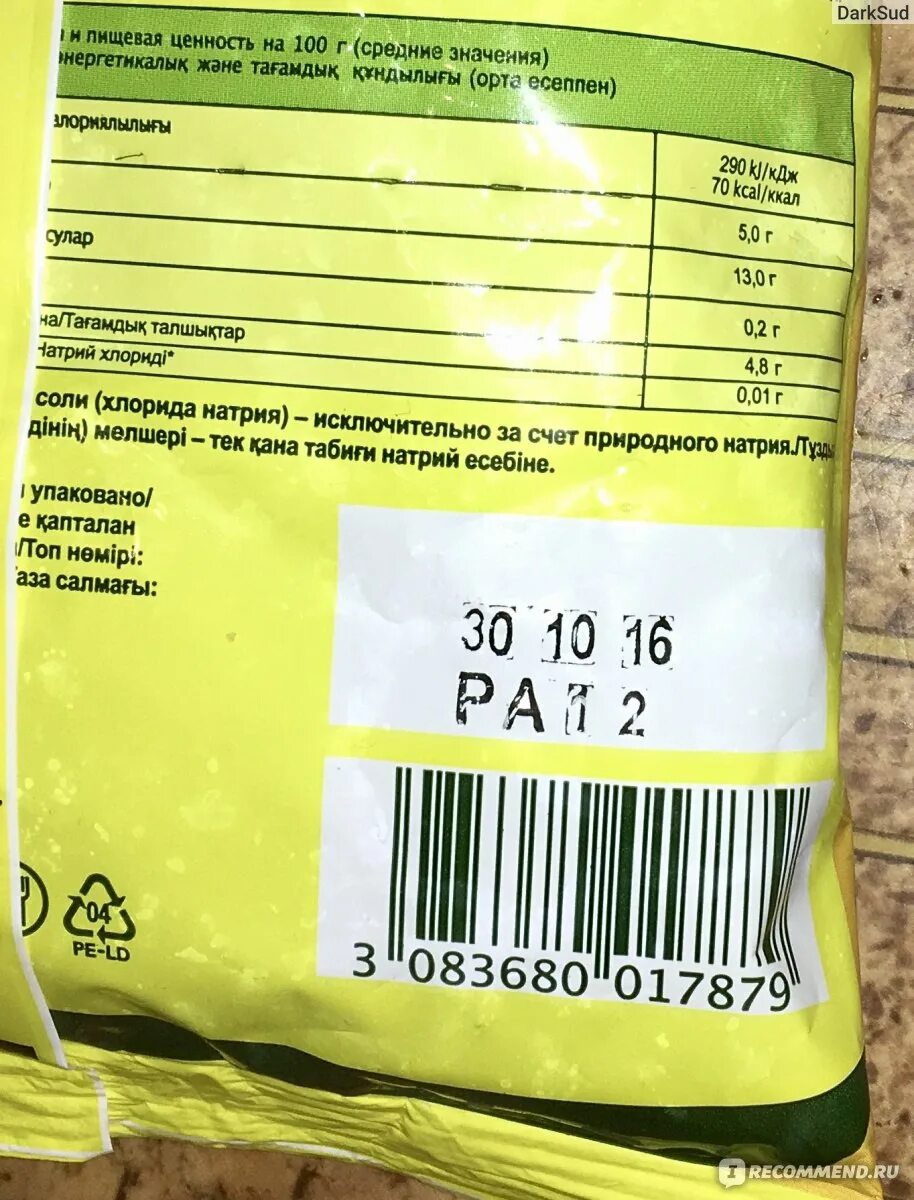 DarkSud
и пищевая ценность на 100 г (средние значения)
энергетикалық және тағамдық құндылығы (орта есеппен)
алориялылығы
290 kJ/кДж
70 kcal/ккал
5,0 г
сулар
13,0 г
0,2 г
на/Тағамдық талшықтар
4,8 г
Натрий хлориді*
0,01 г
соли (хлорида натрия) – исключительно за счет природного натрия./Тұзды
дінің) мөлшері – тек қана табиғи натрий есебіне.
упаковано/
е қапталан
/Топ нөмірі:
аза салмағы:
30 10 16
PA 1 2
04
PE-LD
3 083680 017879
IRECOMMEND.RU